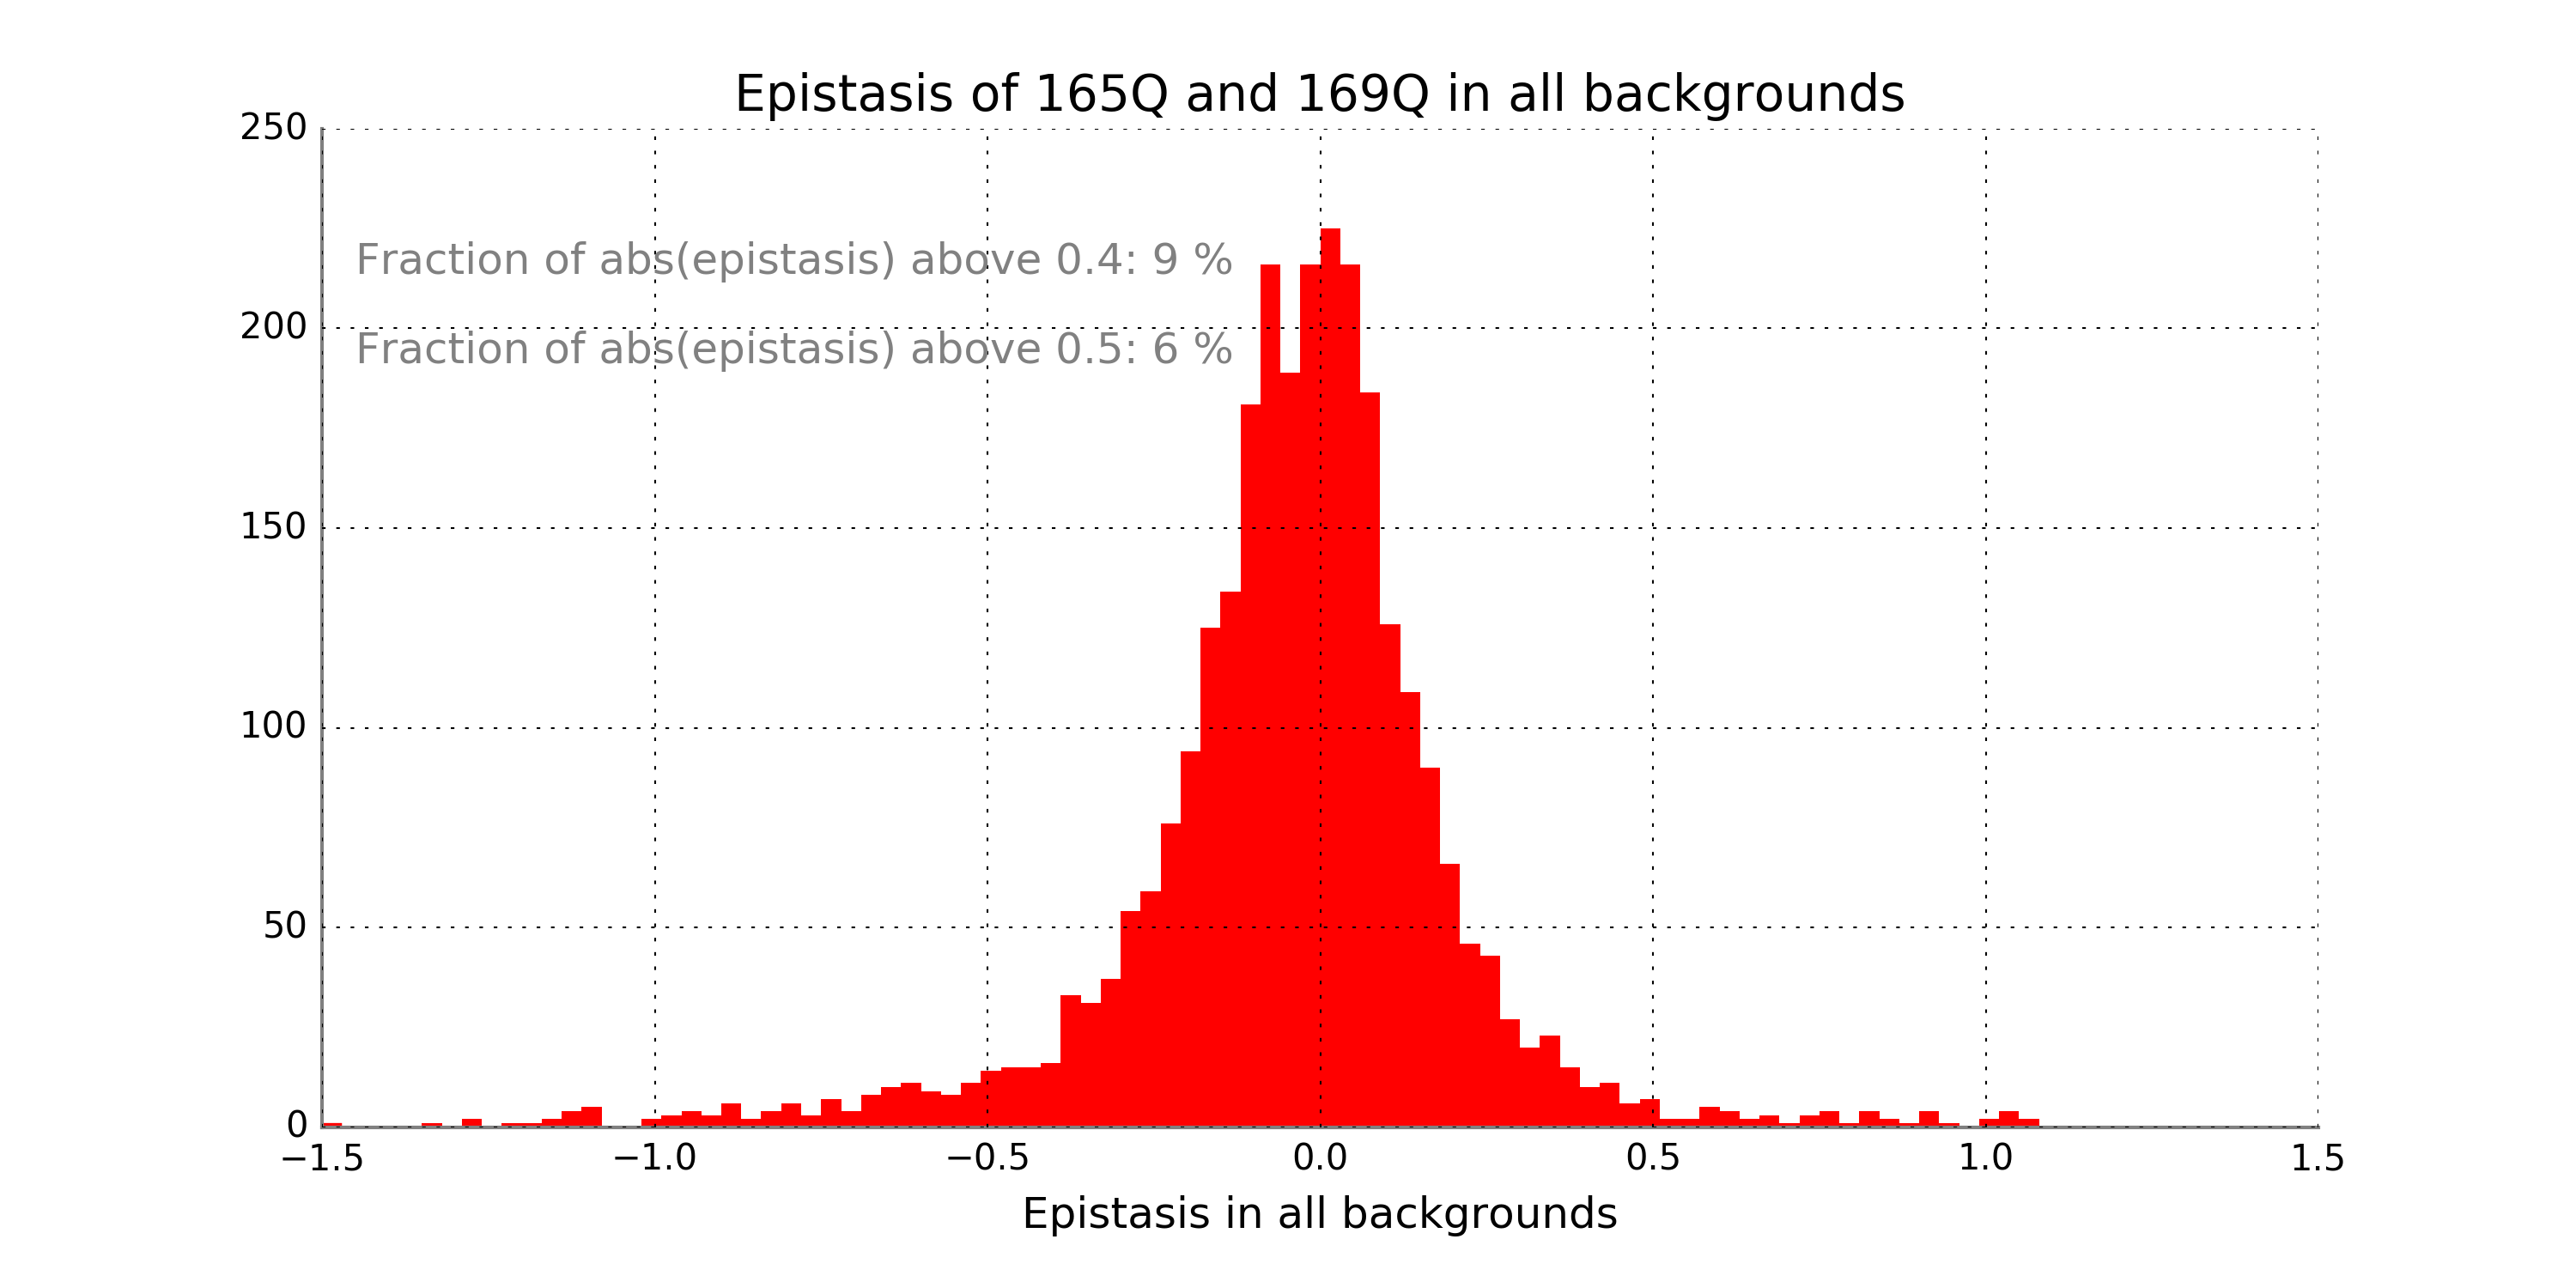 Epistasis of 165Q and 169Q in all backgrounds
250
200
150
100
50
0
Fraction of abs(epistasis) above 0.4: 9 %
Fraction of abs(epistasis) above 0.5: 6 %
−1.5 −1.0 −0.5 0.0 0.5 1.0 1.5
Epistasis in all backgrounds